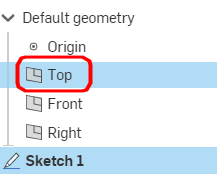 Default geometry
Origin
Top
Front
Right
Sketch 1